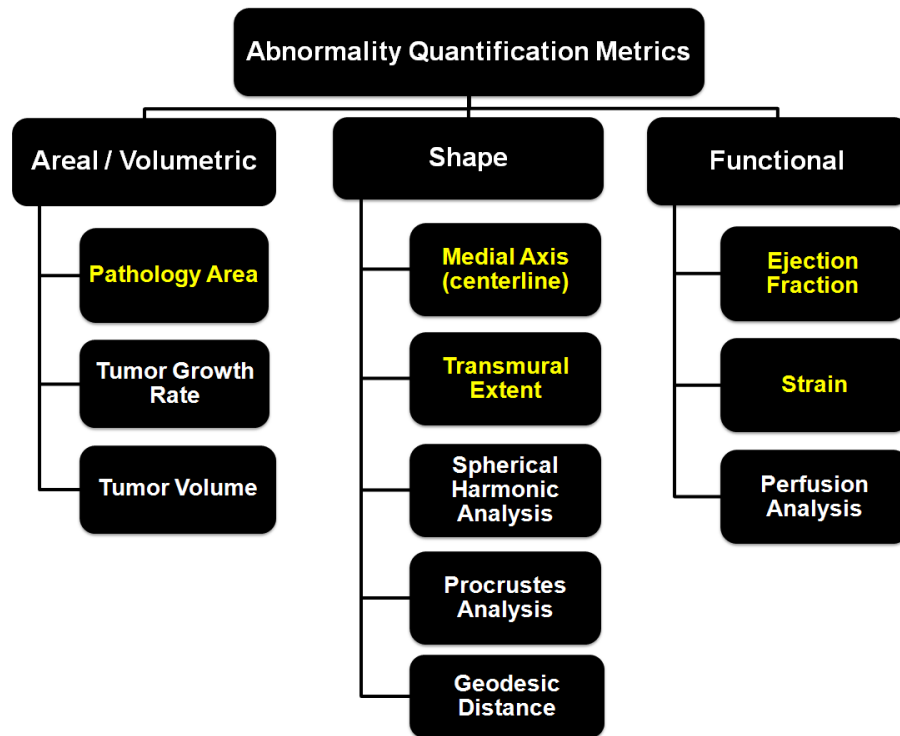 Abnormality Quantification Metrics
Areal / Volumetric
Pathology Area
Tumor Growth
Rate
Tumor Volume
Shape
Medial Axis
(centerline)
Transmural
Extent
Spherical
Harmonic
Analysis
Procrustes
Analysis
Geodesic
Distance
Functional
Ejection
Fraction
Strain
Perfusion
Analysis